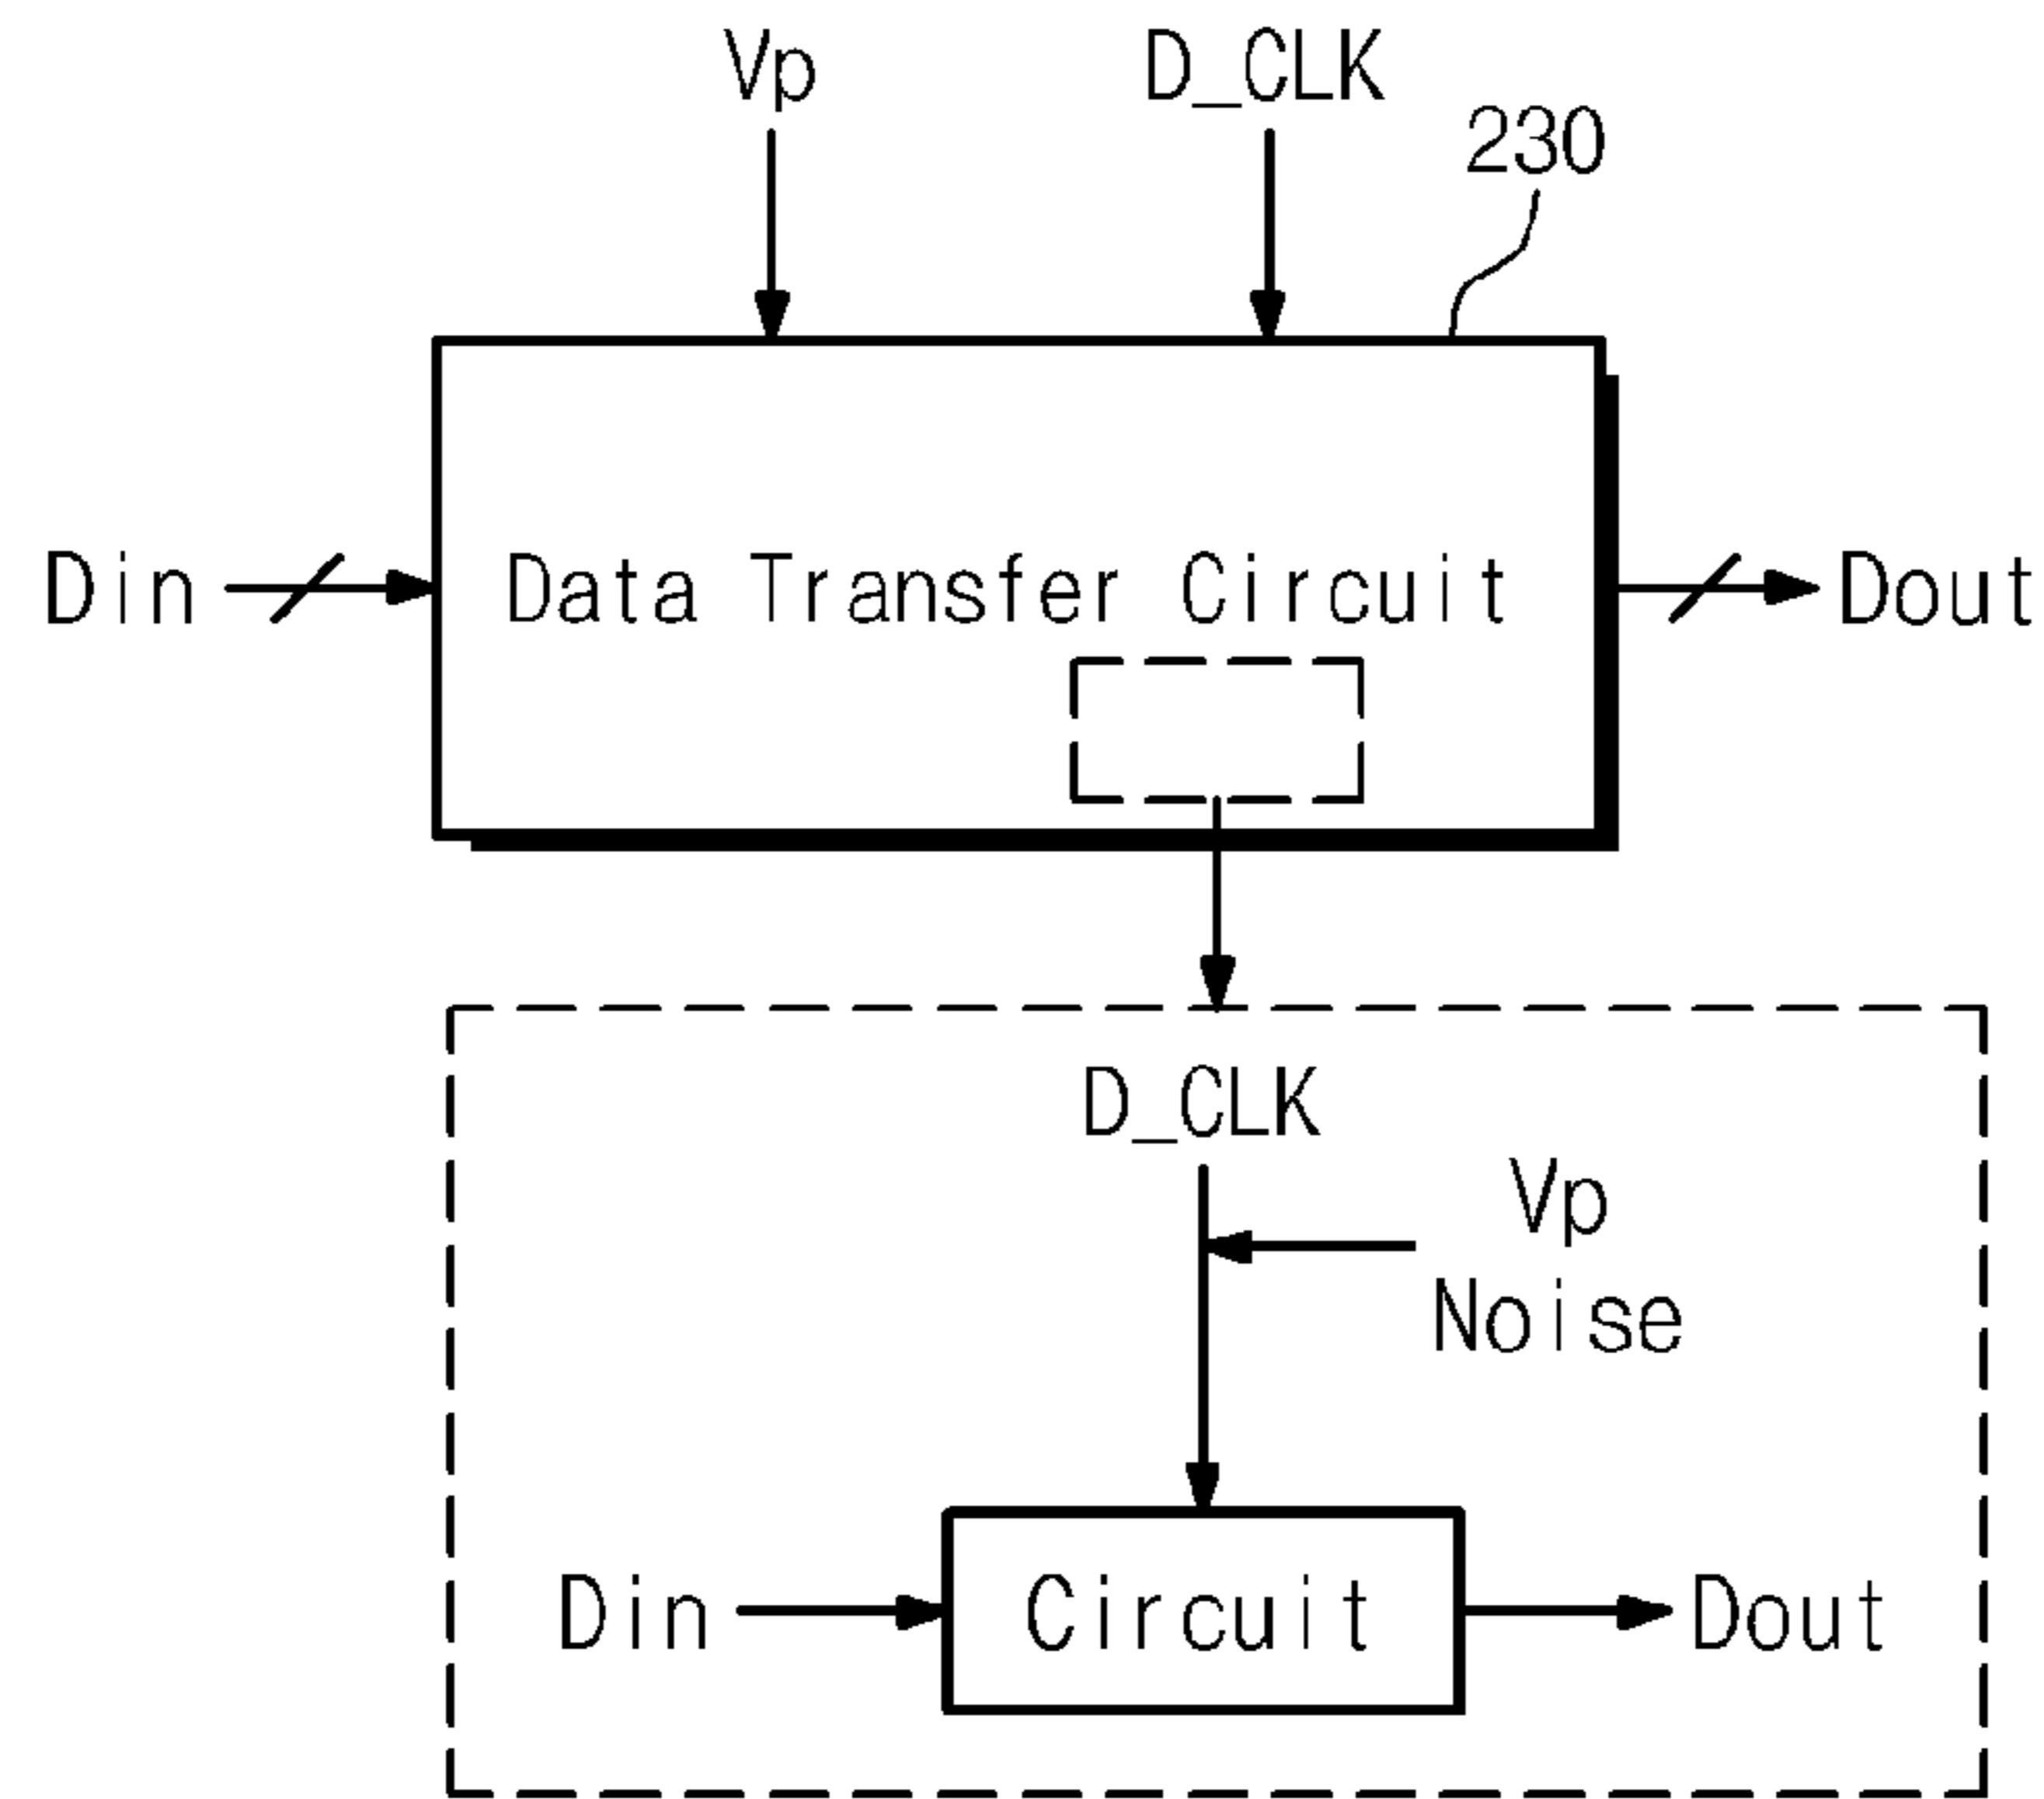 Vp D_CLK
230
Din Data Transfer Circuit Dout
D_CLK
Vp
Noise
Din Circuit Dout